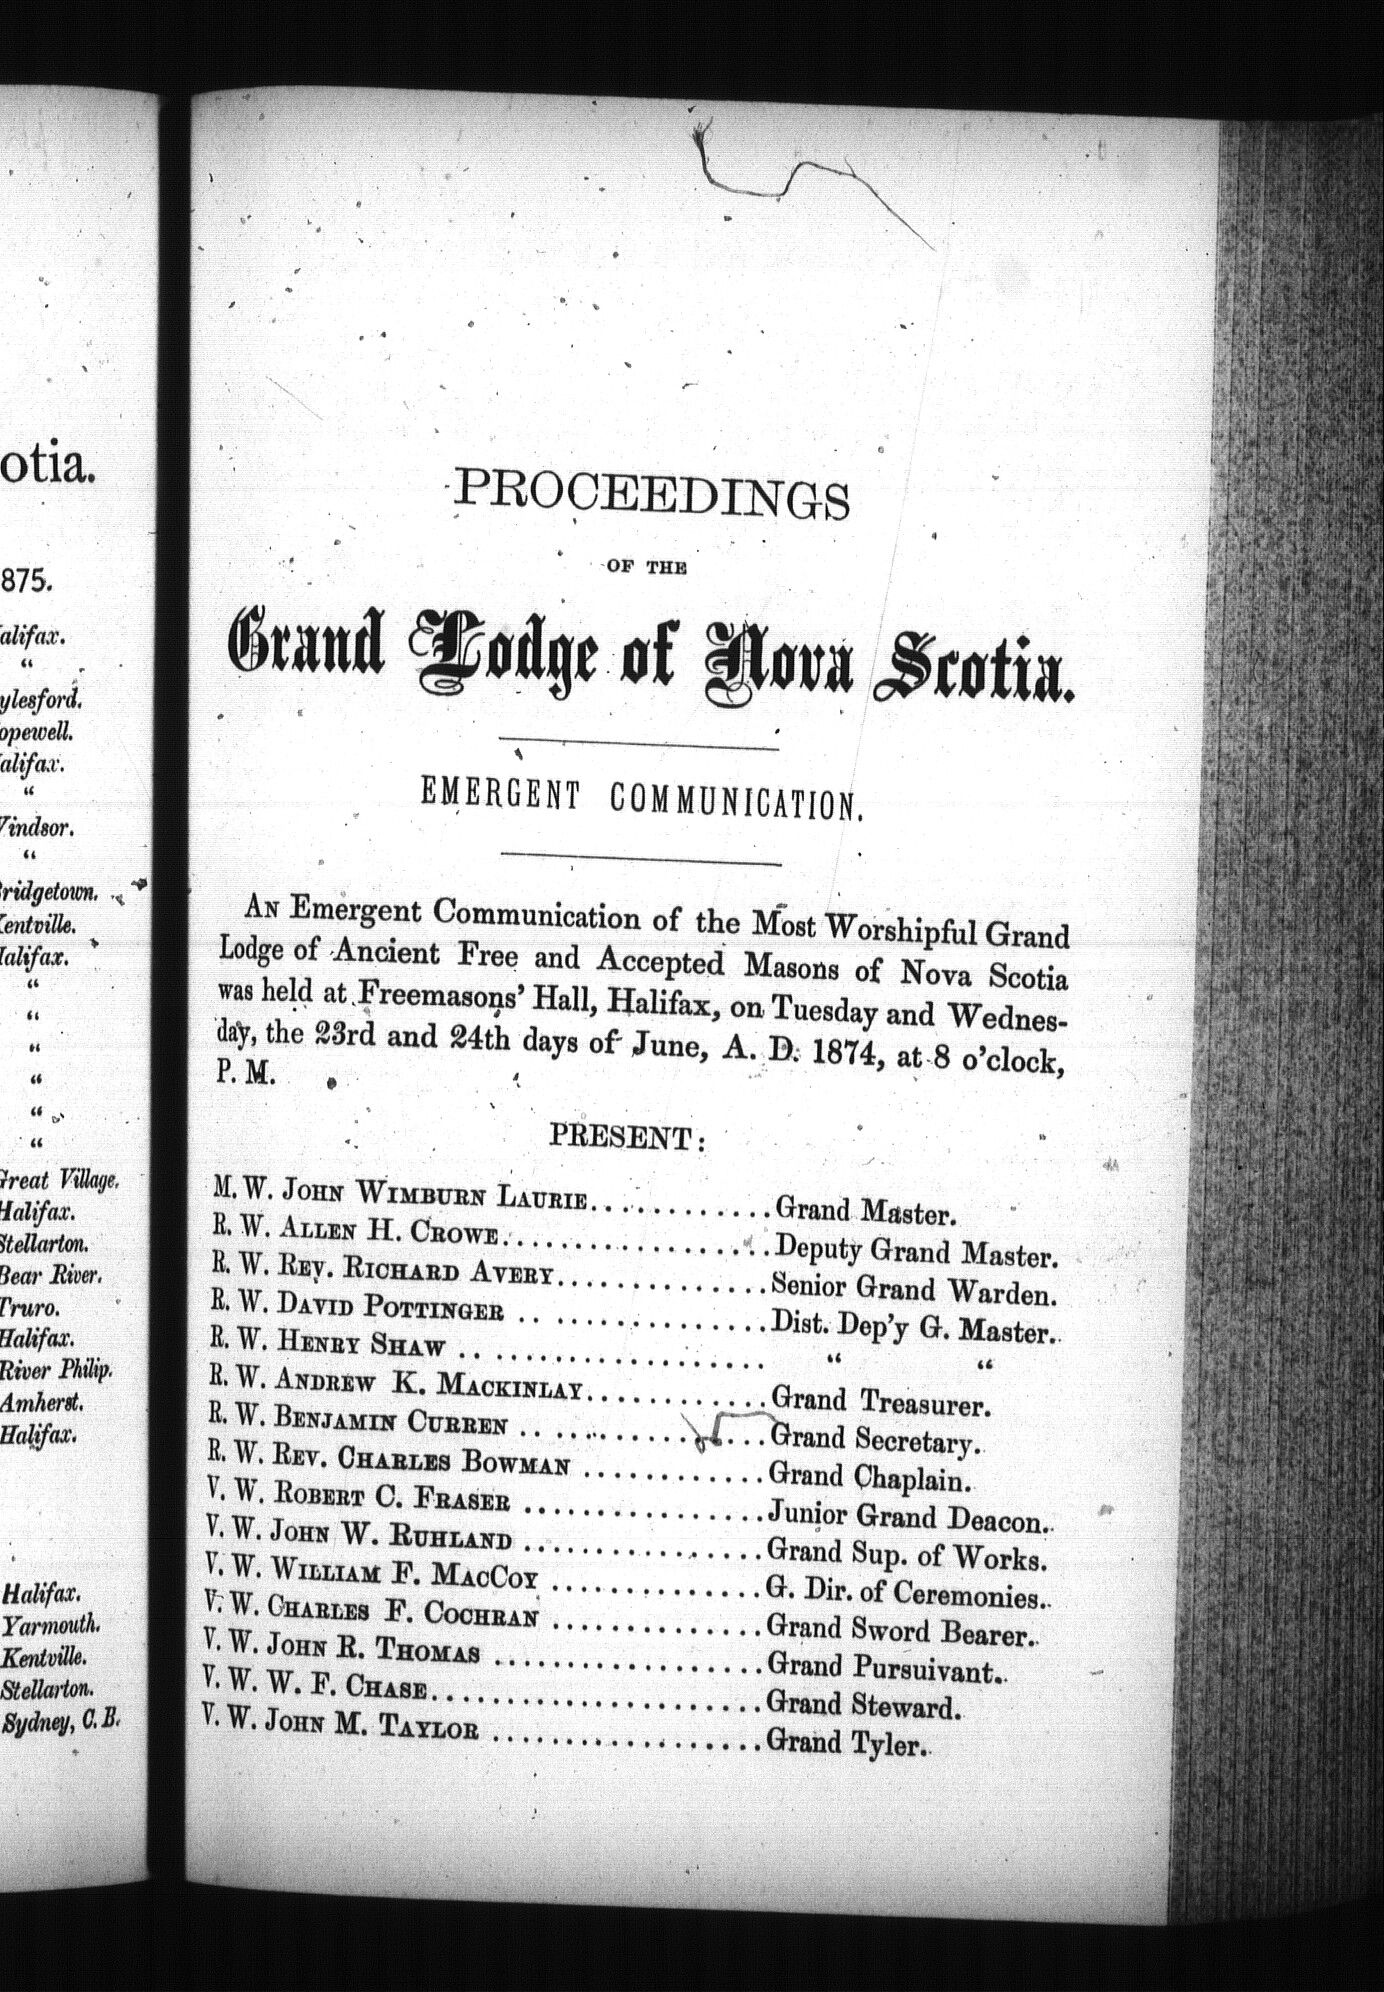 otia.
875.
alifax.
“
ylesford.
opewell.
alifax.
“
Vindsor.
“
Bridgetown.
Kentville.
Halifax.
“
“
“
“
“
“
Great Village.
Halifax.
Stellarton.
Bear River.
Truro.
Halifax.
River Philip.
Amherst.
Halifax.
Halifax.
Yarmouth.
Kentville.
Stellarton.
Sydney, C. B.
PROCEEDINGS
OF THE
Grand Lodge of Nova Scotia.
EMERGENT COMMUNICATION.
AN Emergent Communication of the Most Worshipful Grand
Lodge of Ancient Free and Accepted Masons of Nova Scotia
was held at Freemasons’ Hall, Halifax, on Tuesday and Wednes-
day, the 23rd and 24th days of June, A. D. 1874, at 8 o’clock,
P. M.
PRESENT:
M. W. JOHN WIMBURN LAURIE............Grand Master.
R. W. ALLEN H. CROWE..................Deputy Grand Master.
R. W. REV. RICHARD AVERY..............Senior Grand Warden.
R. W. DAVID POTTINGER .................Dist. Dep’y G. Master.
R. W. HENRY SHAW ..................... “ “
R. W. ANDREW K. MACKINLAY.............Grand Treasurer.
R. W. BENJAMIN CURREN .................Grand Secretary.
R. W. REV. CHARLES BOWMAN .............Grand Chaplain.
V. W. ROBERT C. FRASER .................Junior Grand Deacon.
V. W. JOHN W. RUHLAND .................Grand Sup. of Works.
V. W. WILLIAM F. MACCOY ...............G. Dir. of Ceremonies.
V. W. CHARLES F. COCHRAN ...............Grand Sword Bearer.
V. W. JOHN R. THOMAS ...................Grand Pursuivant.
V. W. W. F. CHASE.......................Grand Steward.
V. W. JOHN M. TAYLOR ...................Grand Tyler.